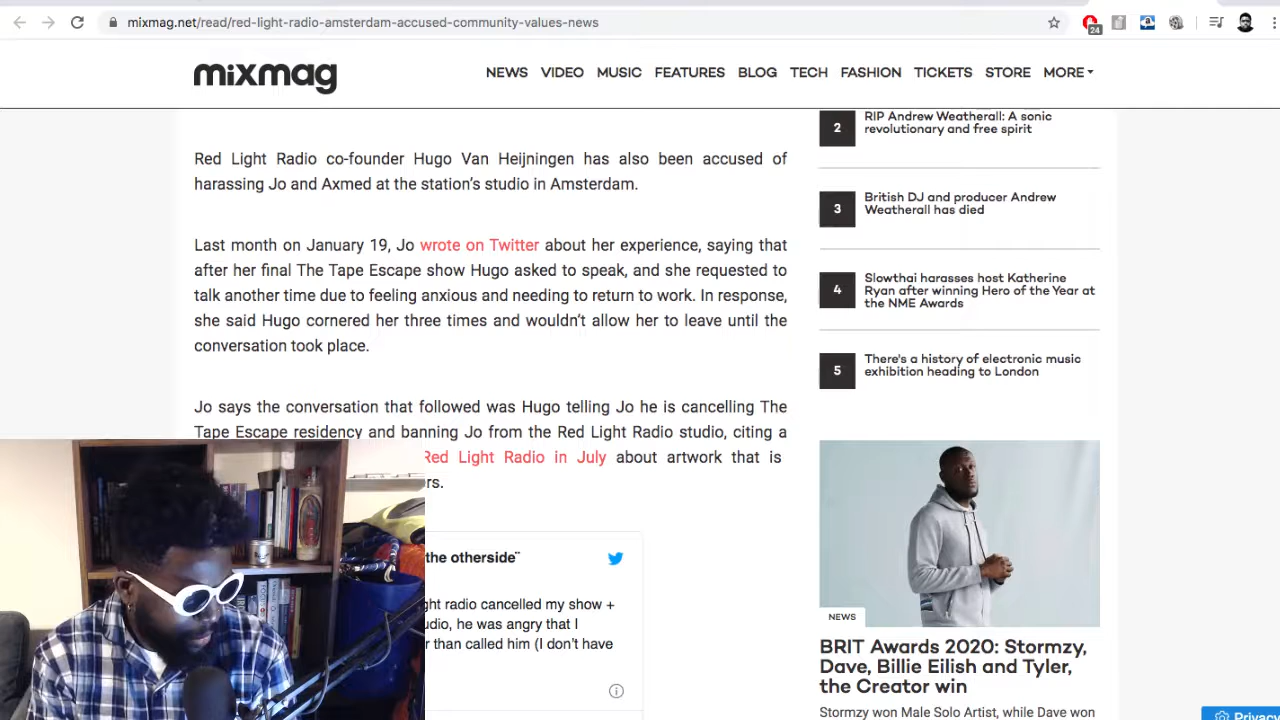 mixmag.net/read/red-light-radio-amsterdam-accused-community-values-news
24
mixmag
NEWS VIDEO MUSIC FEATURES BLOG TECH FASHION TICKETS STORE MORE
Red Light Radio co-founder Hugo Van Heijningen has also been accused of
harassing Jo and Axmed at the station's studio in Amsterdam.
Last month on January 19, Jo wrote on Twitter about her experience, saying that
after her final The Tape Escape show Hugo asked to speak, and she requested to
talk another time due to feeling anxious and needing to return to work. In response,
she said Hugo cornered her three times and wouldn't allow her to leave until the
conversation took place.
Jo says the conversation that followed was Hugo telling Jo he is cancelling The
Tape Escape residency and banning Jo from the Red Light Radio studio, citing a
Red Light Radio in July about artwork that is
rs.
the otherside¨
ght radio cancelled my show +
udio, he was angry that I
r than called him (I don't have
2
RIP Andrew Weatherall: A sonic
revolutionary and free spirit
3
British DJ and producer Andrew
Weatherall has died
4
Slowthai harasses host Katherine
Ryan after winning Hero of the Year at
the NME Awards
5
There's a history of electronic music
exhibition heading to London
NEWS
BRIT Awards 2020: Stormzy,
Dave, Billie Eilish and Tyler,
the Creator win
Stormzy won Male Solo Artist, while Dave won
Privacy